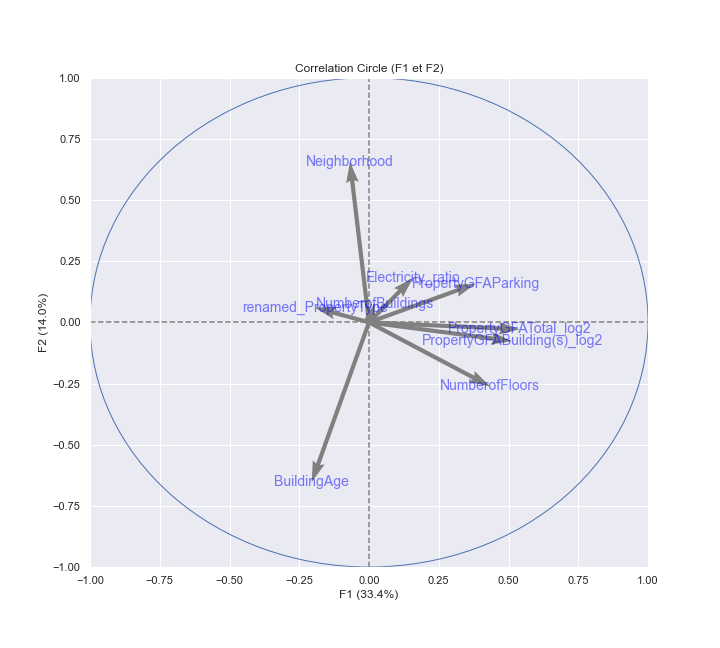 Correlation Circle (F1 et F2)
1.00
0.75
0.50
0.25
0.00
−0.25
−0.50
−0.75
−1.00
F2 (14.0%)
Neighborhood
Electricity_ratio
PropertyGFAParking
NumberofBuildings
renamed_PropertyType
PropertyGFATotal_log2
PropertyGFABuilding(s)_log2
NumberofFloors
BuildingAge
−1.00 −0.75 −0.50 −0.25 0.00 0.25 0.50 0.75 1.00
F1 (33.4%)